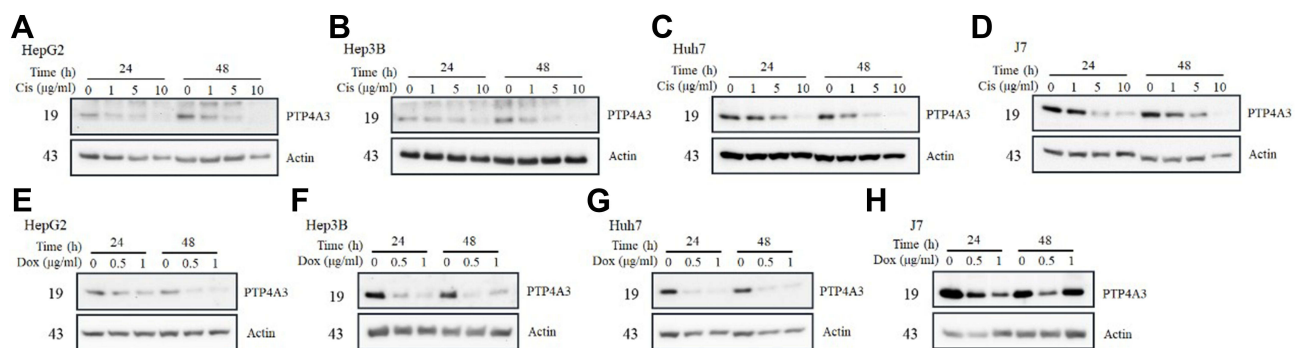 A B C D
HepG2 Hep3B Huh7 J7
Time (h) 24 48 Time (h) 24 48 Time (h) 24 48 Time (h) 24 48
Cis (μg/ml) 0 1 5 10 0 1 5 10 Cis (μg/ml) 0 1 5 10 0 1 5 10 Cis (μg/ml) 0 1 5 10 0 1 5 10 Cis (μg/ml) 0 1 5 10 0 1 5 10
19 PTP4A3 19 PTP4A3 19 PTP4A3 19 PTP4A3
43 Actin 43 Actin 43 Actin 43 Actin
E F G H
HepG2 Hep3B Huh7 J7
Time (h) 24 48 Time (h) 24 48 Time (h) 24 48 Time (h) 24 48
Dox (μg/ml) 0 0.5 1 0 0.5 1 Dox (μg/ml) 0 0.5 1 0 0.5 1 Dox (μg/ml) 0 0.5 1 0 0.5 1 Dox (μg/ml) 0 0.5 1 0 0.5 1
19 PTP4A3 19 PTP4A3 19 PTP4A3 19 PTP4A3
43 Actin 43 Actin 43 Actin 43 Actin